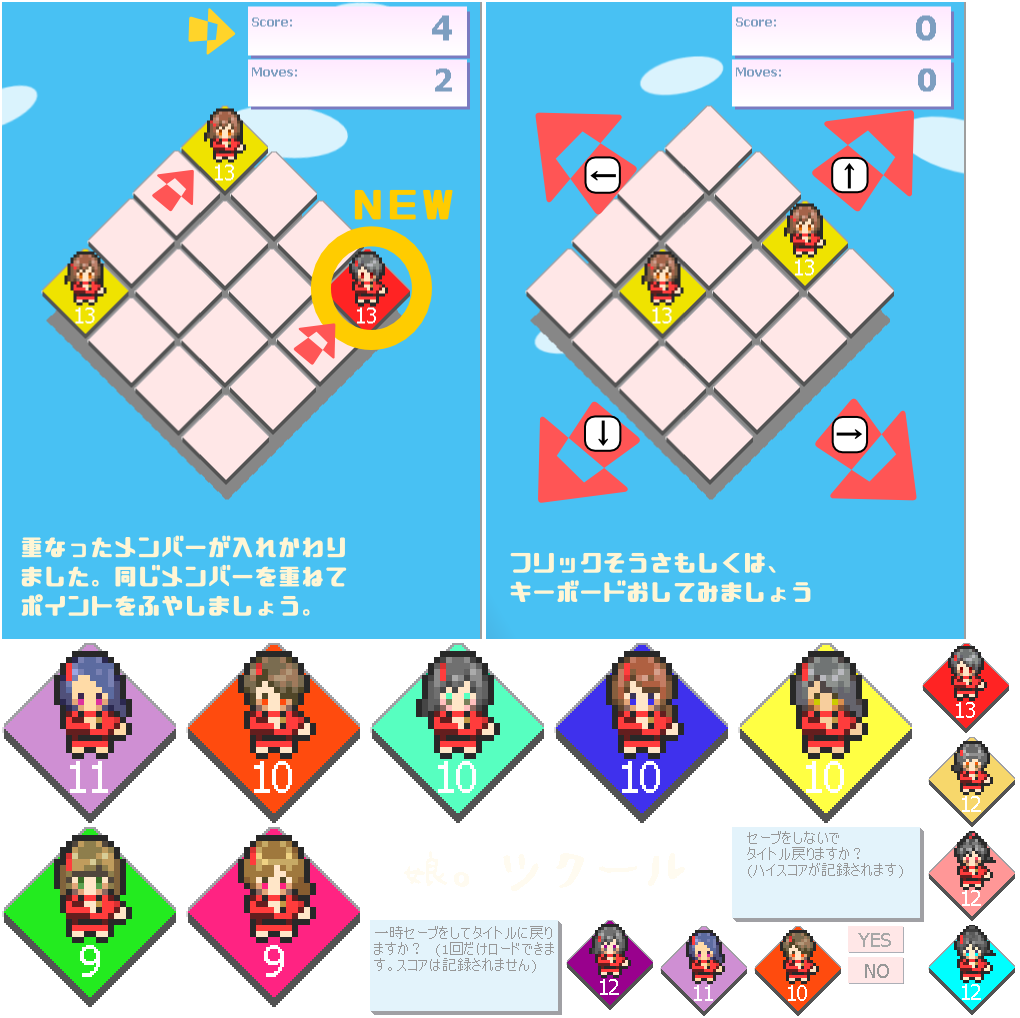 Score:
4
Moves:
2
13
NEW
13
13
重なったメンバーが入れかわり
ました。同じメンバーを重ねて
ポイントをふやしましょう。
Score:
0
Moves:
0
←
↑
13
13
↓
→
フリックそうさもしくは、
キーボードおしてみましょう
11
10
10
10
10
13
12
9
9
娘。ツクール
セーブをしないで
タイトル戻りますか？
(ハイスコアが記録されます)
12
一時セーブをしてタイトルに戻り
ますか？（1回だけロードできま
す。スコアは記録されません）
12
11
10
YES
NO
12